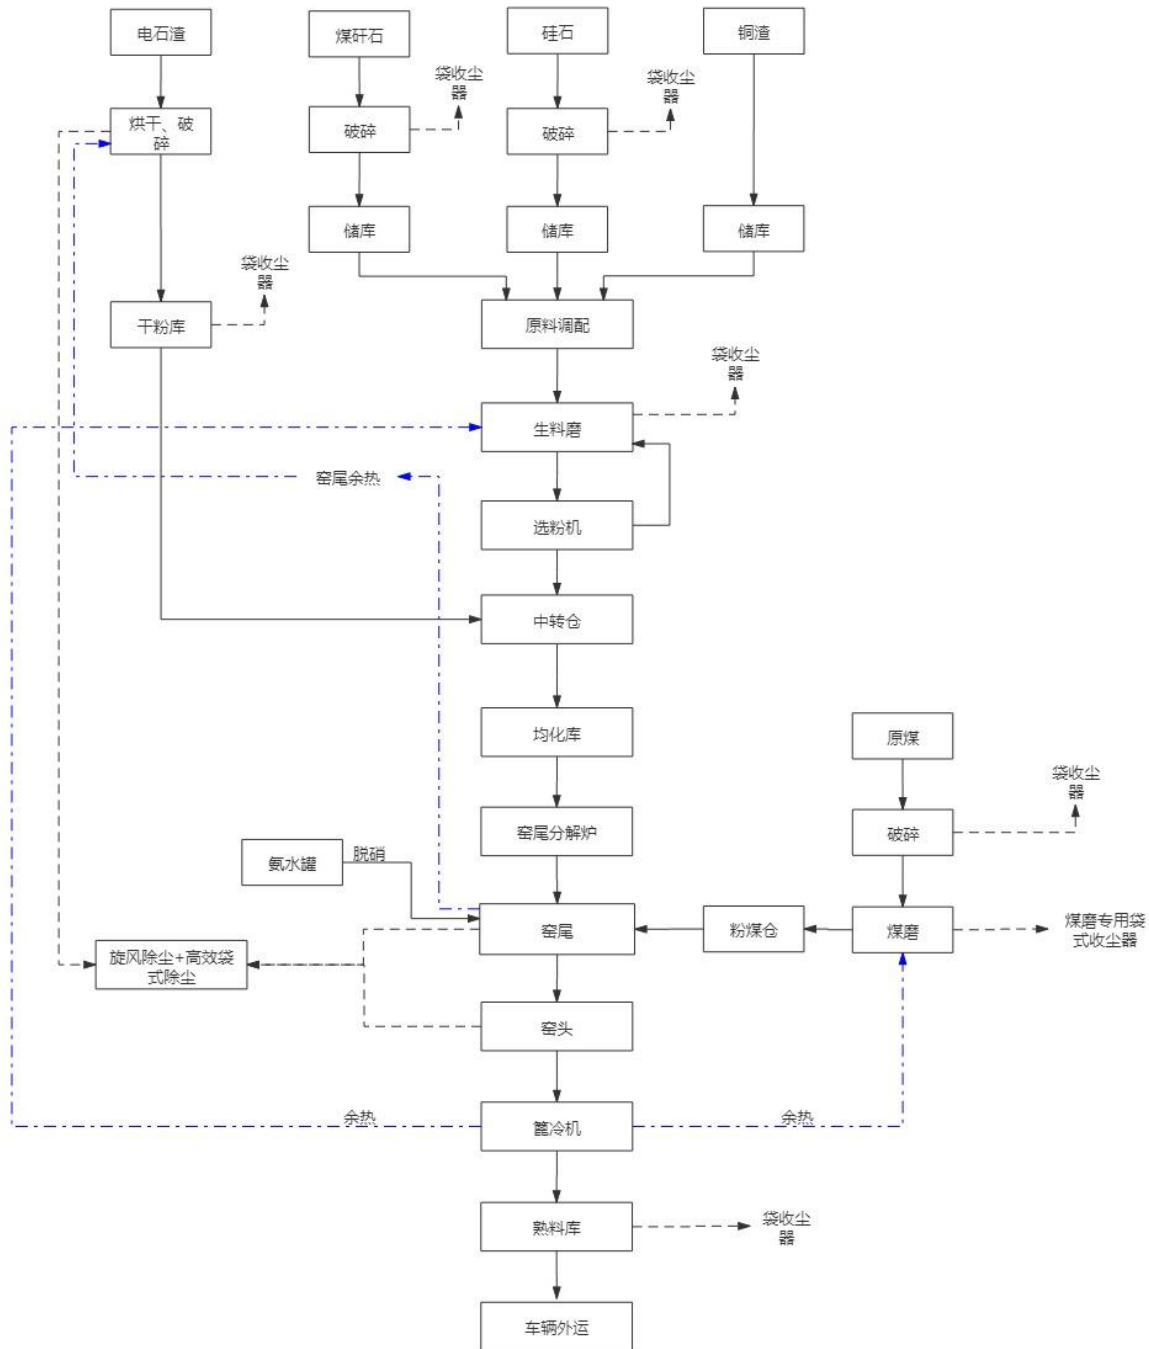 电石渣
煤矸石
硅石
铜渣
袋收尘
器
袋收尘
器
烘干、破
碎
破碎
破碎
储库
储库
储库
袋收尘
器
干粉库
原料调配
袋收尘
器
生料磨
窑尾余热
选粉机
中转仓
均化库
原煤
袋收尘
器
窑尾分解炉
破碎
氨水罐
脱硝
窑尾
粉煤仓
煤磨
煤磨专用袋
式收尘器
旋风除尘+高效袋
式除尘
窑头
余热
篦冷机
余热
熟料库
袋收尘
器
车辆外运